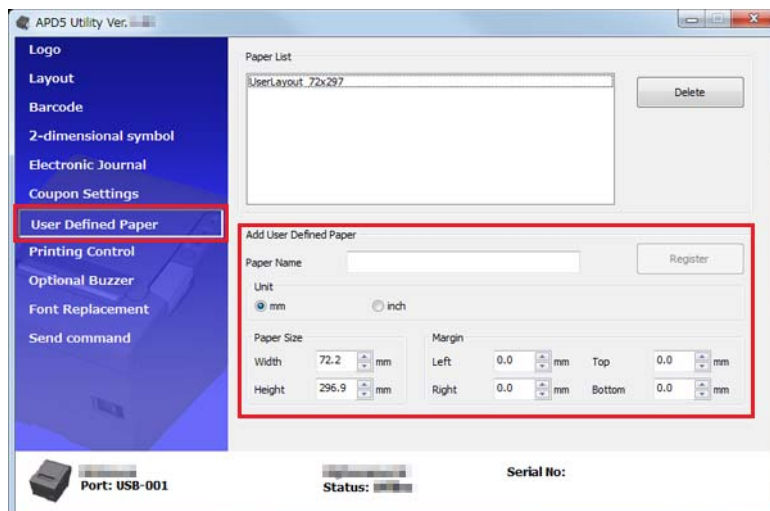 APD5 Utility Ver.
Logo
Layout
Barcode
2-dimensional symbol
Electronic Journal
Coupon Settings
User Defined Paper
Printing Control
Optional Buzzer
Font Replacement
Send command
Paper List
UserLayout 72x297
Delete
Add User Defined Paper
Paper Name
Register
Unit
mm inch
Paper Size
Width 72.2 mm
Height 296.9 mm
Margin
Left 0.0 mm Top 0.0 mm
Right 0.0 mm Bottom 0.0 mm
Port: USB-001
Status:
Serial No: